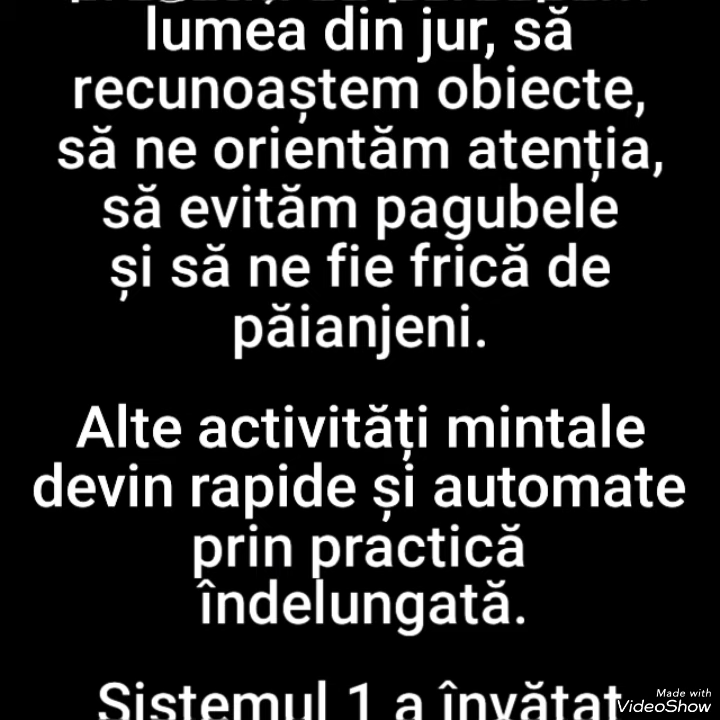 lumea din jur, să
recunoaștem obiecte,
să ne orientăm atenția,
să evităm pagubele
și să ne fie frică de
păianjeni.
Alte activități mintale
devin rapide și automate
prin practică
îndelungată.
Sistemul 1 a învățat
Made with
VideoShow